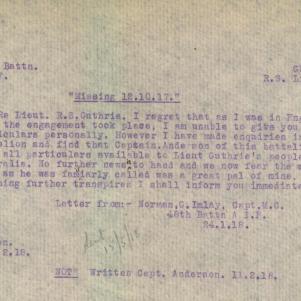 Battn.
"Missing 12.10.17."
Re Lieut. R.S.Guthrie, I regret that as I was in Eng
the engagement took place, I am unable to give you
iculars personally. However I have made enquiries
lion and find that Captain.Anderson of this battali
all particulars available to Lieut Guthrie's people
ralia. No further news to hand and we now fear the w
as he was famiarly called was a great pal of mine.
hing further transpires I shall inform you immediat
Letter from:- Norman,G.Imlay, Capt.M.C.
48th Battn A I.F.
24.1.18.
2.18.
NOTE Written Capt. Anderson. 11.2.18.